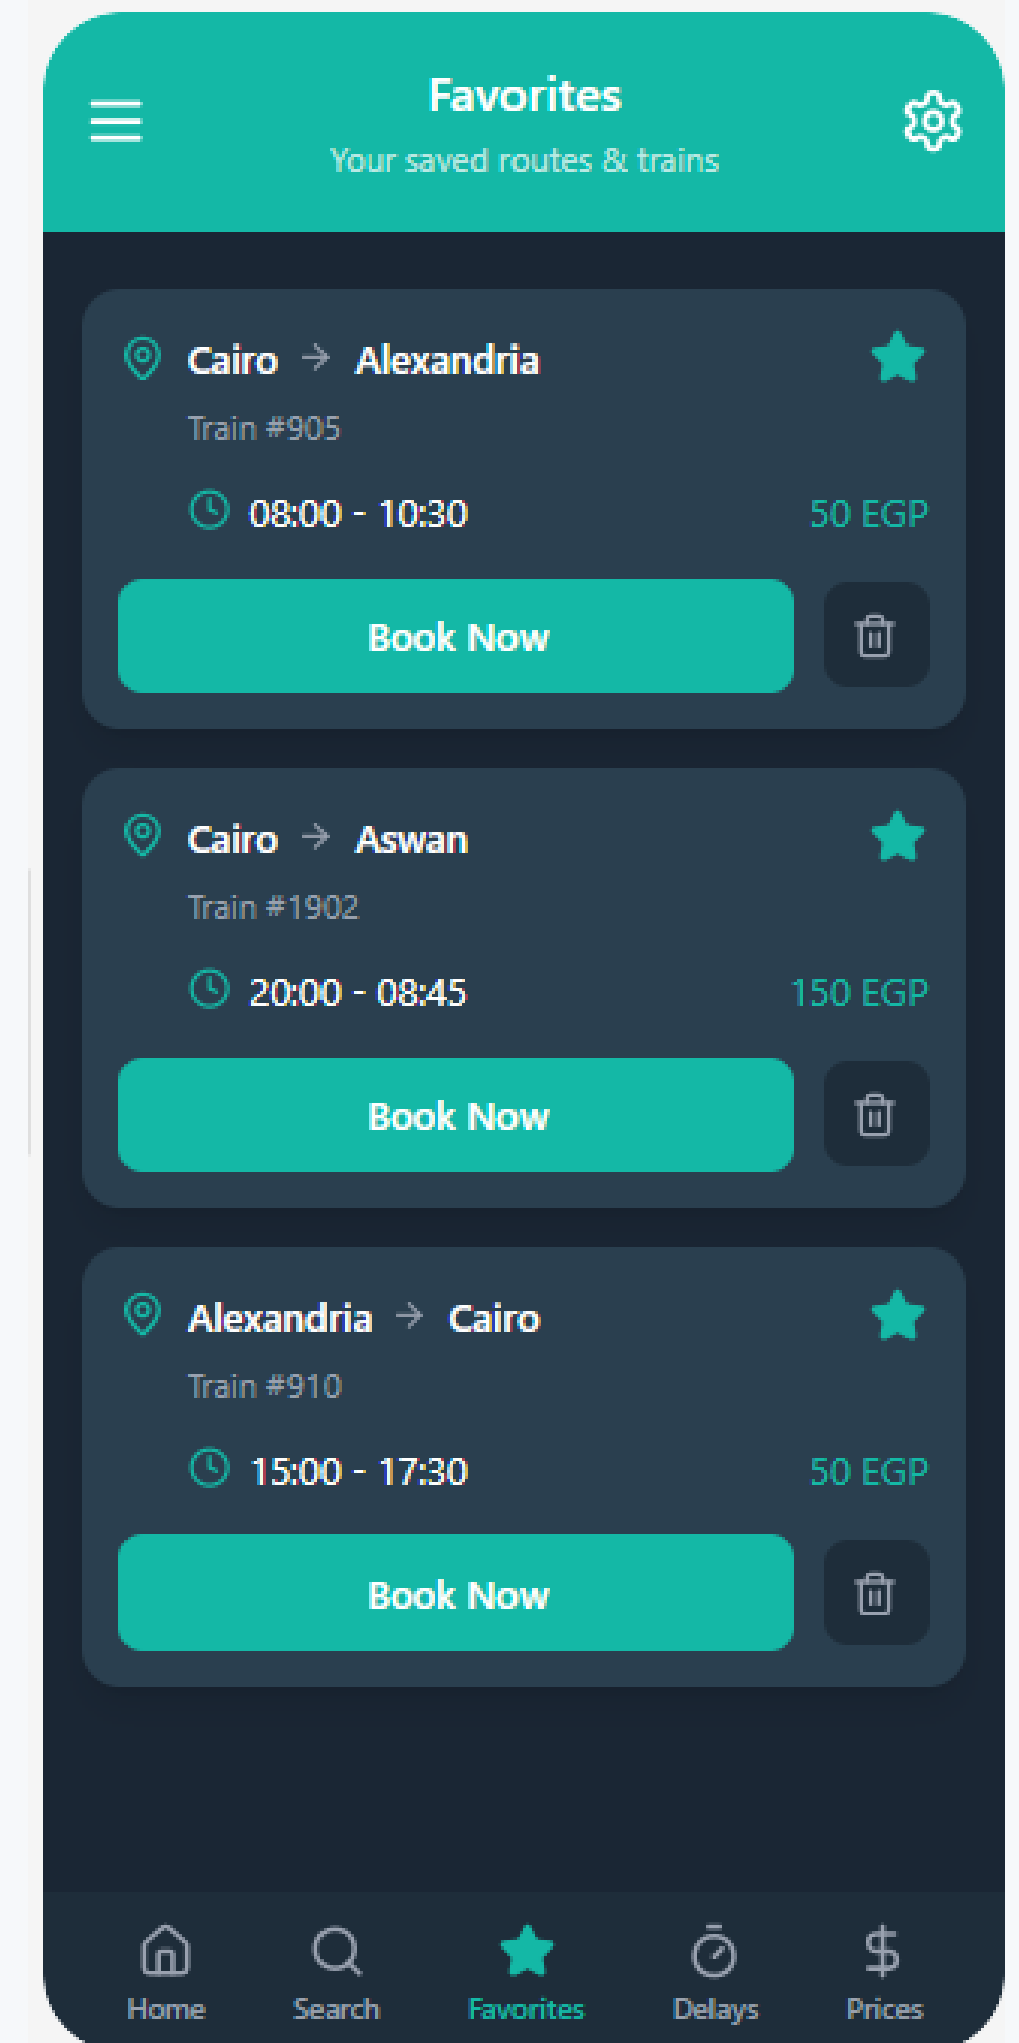 Favorites
Your saved routes & trains
Cairo → Alexandria
Train #905
08:00 - 10:30 50 EGP
Book Now
Cairo → Aswan
Train #1902
20:00 - 08:45 150 EGP
Book Now
Alexandria → Cairo
Train #910
15:00 - 17:30 50 EGP
Book Now
Home Search Favorites Delays Prices